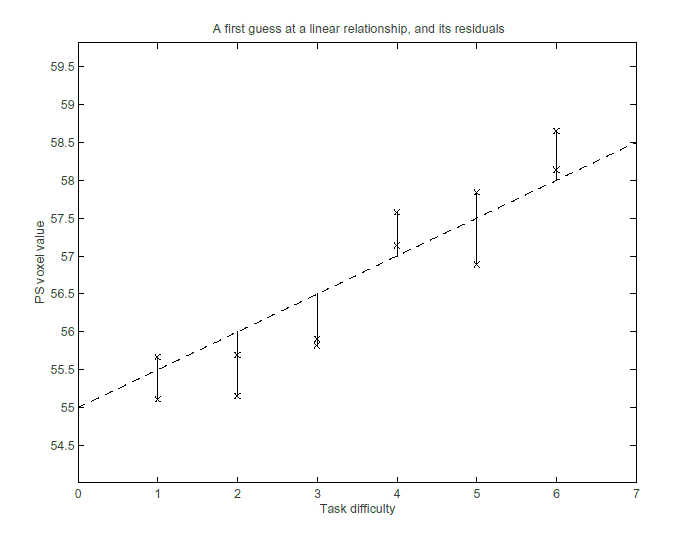 A first guess at a linear relationship, and its residuals
59.5
59
58.5
58
57.5
57
56.5
56
55.5
55
54.5
PS voxel value
0 1 2 3 4 5 6 7
Task difficulty